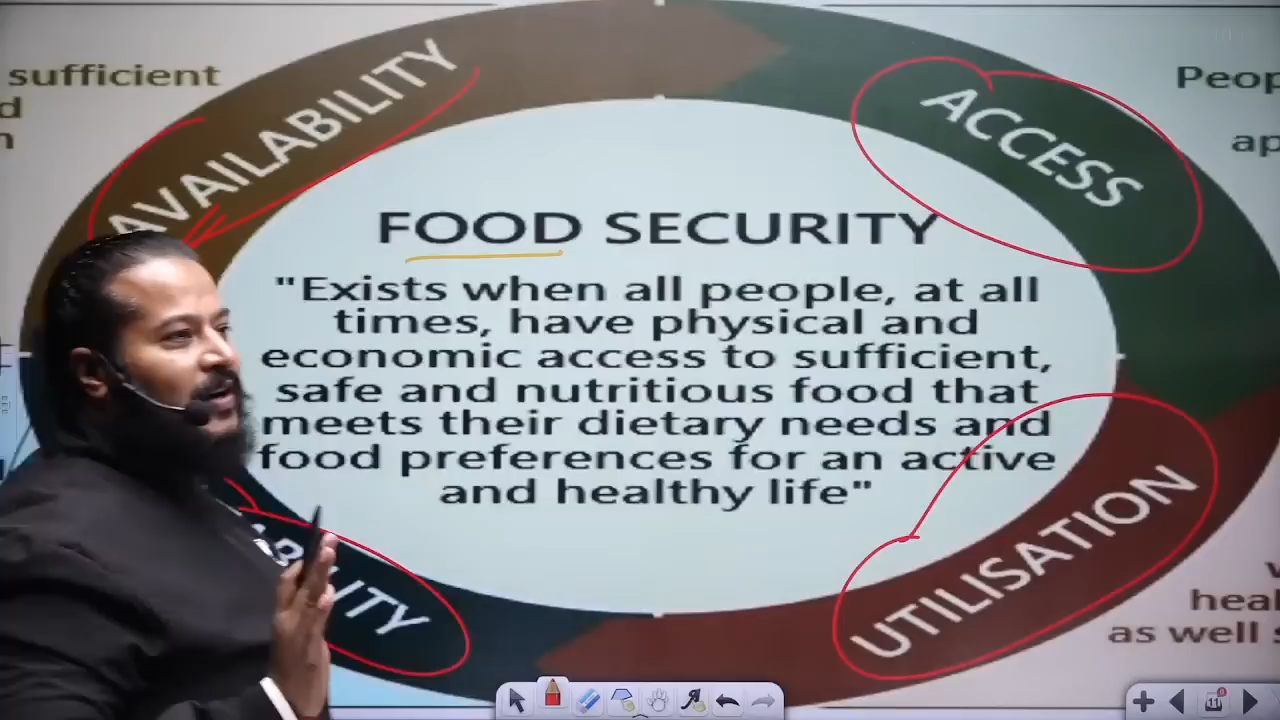 sufficient
d
n
AVAILABILITY
ACCESS
Peop
ap
FOOD SECURITY
"Exists when all people, at all
times, have physical and
economic access to sufficient,
safe and nutritious food that
meets their dietary needs and
food preferences for an active
and healthy life"
BILITY
UTILISATION
heal
as well s
11